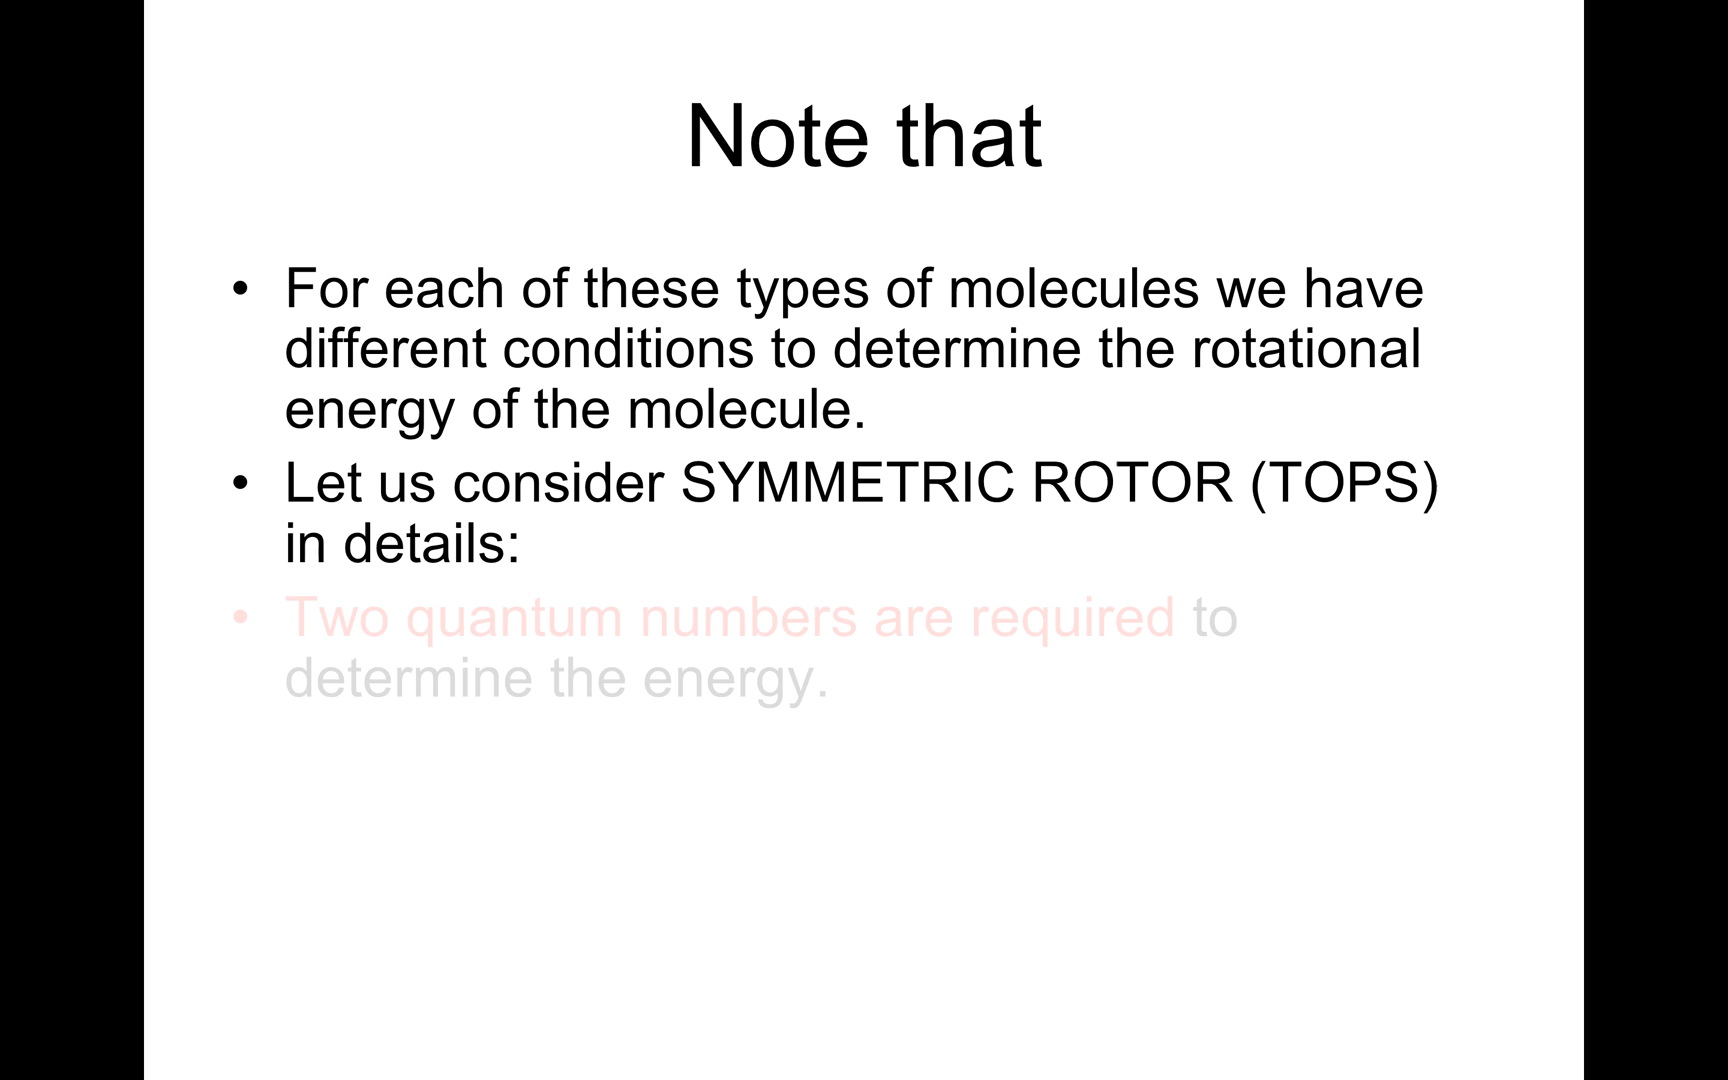 Note that
• For each of these types of molecules we have
different conditions to determine the rotational
energy of the molecule.
• Let us consider SYMMETRIC ROTOR (TOPS)
in details:
• Two quantum numbers are required to
determine the energy.